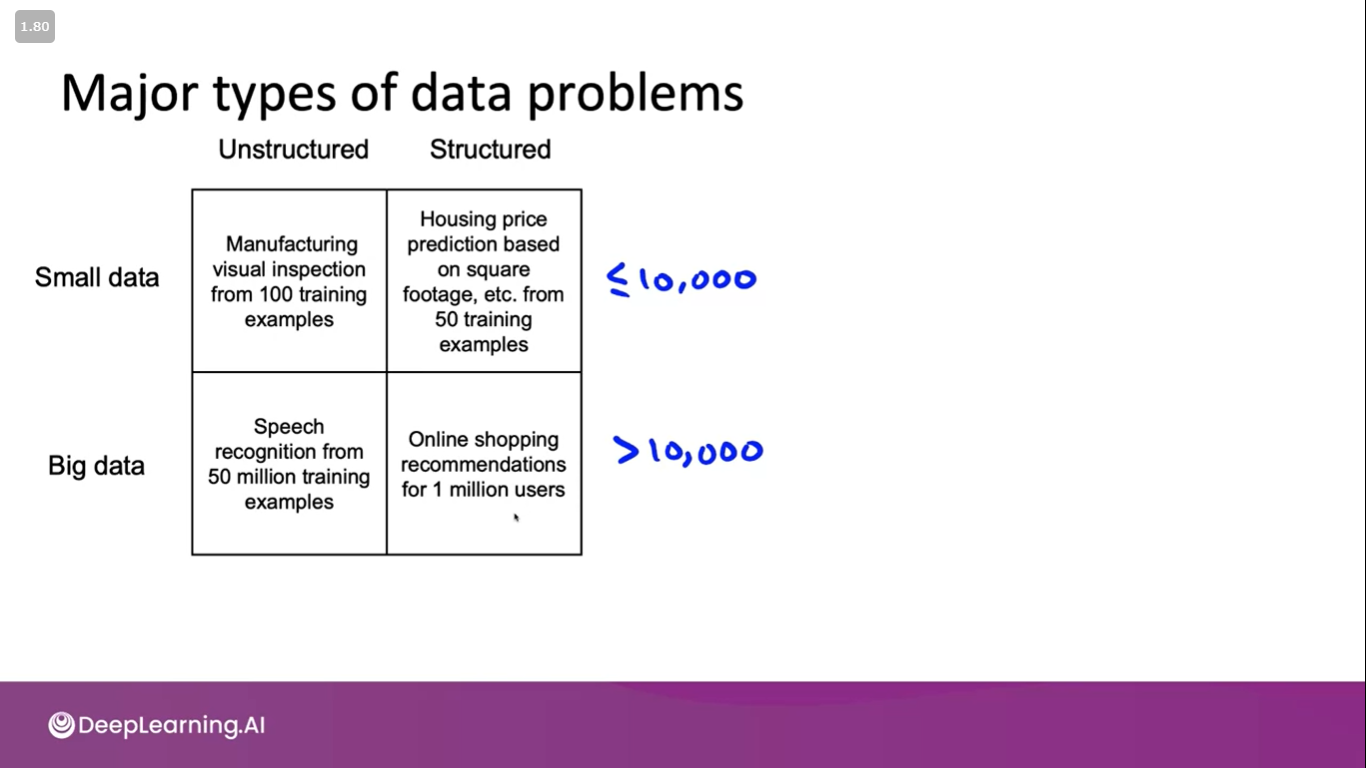 1.80
Major types of data problems
Unstructured
Structured
Small data
Manufacturing
visual inspection
from 100 training
examples
Housing price
prediction based
on square
footage, etc. from
50 training
examples
≤10,000
Big data
Speech
recognition from
50 million training
examples
Online shopping
recommendations
for 1 million users
>10,000
DeepLearning.AI